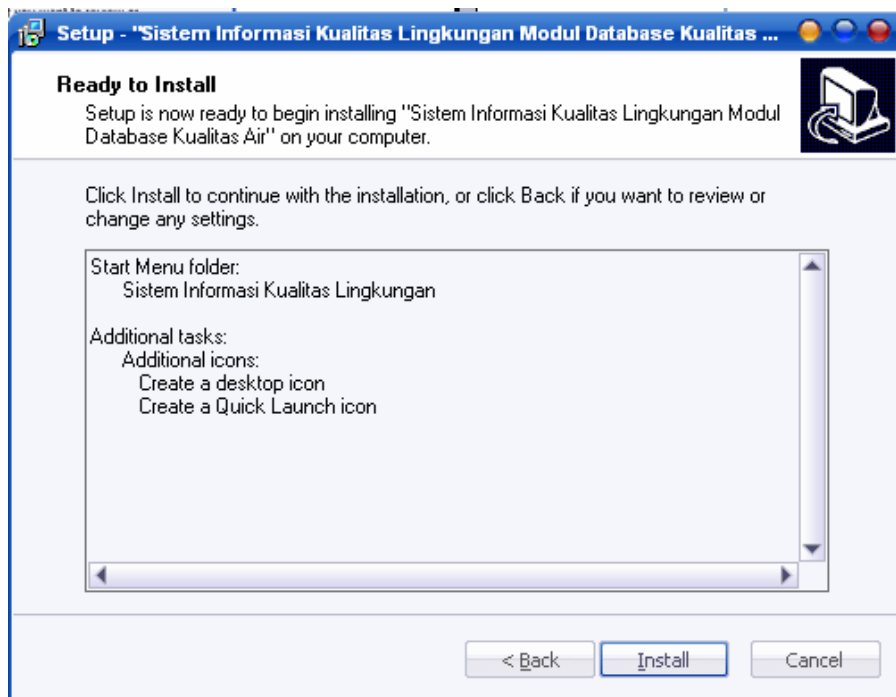 Setup - "Sistem Informasi Kualitas Lingkungan Modul Database Kualitas ...
Ready to Install
Setup is now ready to begin installing "Sistem Informasi Kualitas Lingkungan Modul
Database Kualitas Air" on your computer.
Click Install to continue with the installation, or click Back if you want to review or
change any settings.
Start Menu folder:
Sistem Informasi Kualitas Lingkungan
Additional tasks:
Additional icons:
Create a desktop icon
Create a Quick Launch icon
< Back
Install
Cancel